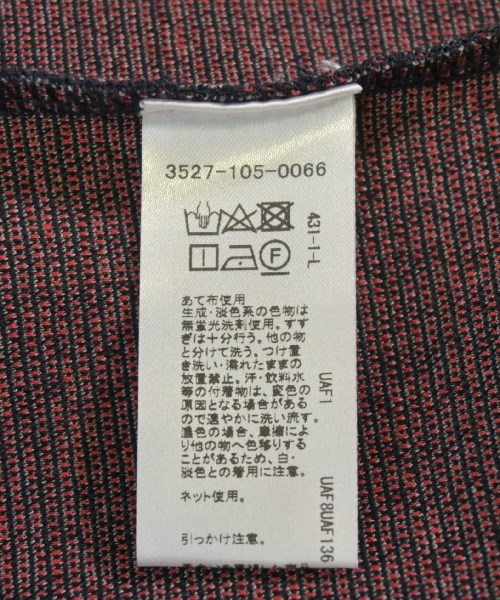 3527-105-0066
F
431-1-L
あて布使用
生成・淡色系の色物は
無蛍光洗剤使用。すす
ぎは十分行う。他の物
と分けて洗う。つけ置
き洗い・濡れたままの
放置禁止。汗・飲料水
等の付着物は、変色の
原因となる場合がある
ので速やかに洗い流す。
濃色の場合、摩擦によ
り他の物へ色移りする
ことがあるため、白・
淡色との着用に注意。
ネット使用。
引っかけ注意。
UAF1
UAF8UAF136